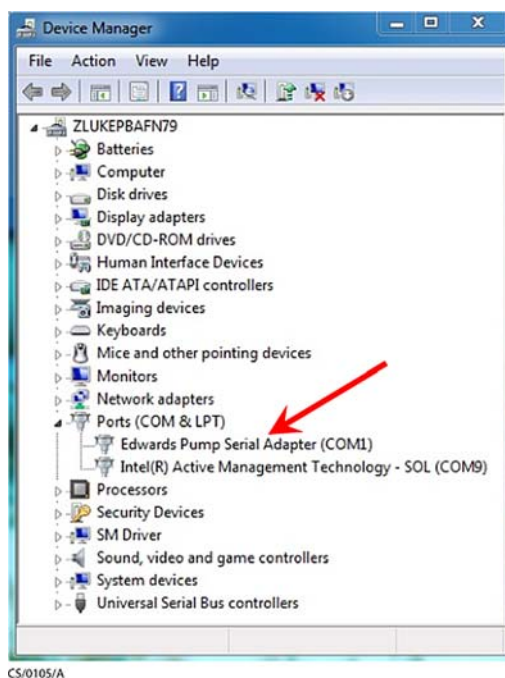 Device Manager
File Action View Help
ZLUKEPBAFN79
Batteries
Computer
Disk drives
Display adapters
DVD/CD-ROM drives
Human Interface Devices
IDE ATA/ATAPI controllers
Imaging devices
Keyboards
Mice and other pointing devices
Monitors
Network adapters
Ports (COM & LPT)
Edwards Pump Serial Adapter (COM1)
Intel(R) Active Management Technology - SOL (COM9)
Processors
Security Devices
SM Driver
Sound, video and game controllers
System devices
Universal Serial Bus controllers
CS/0105/A